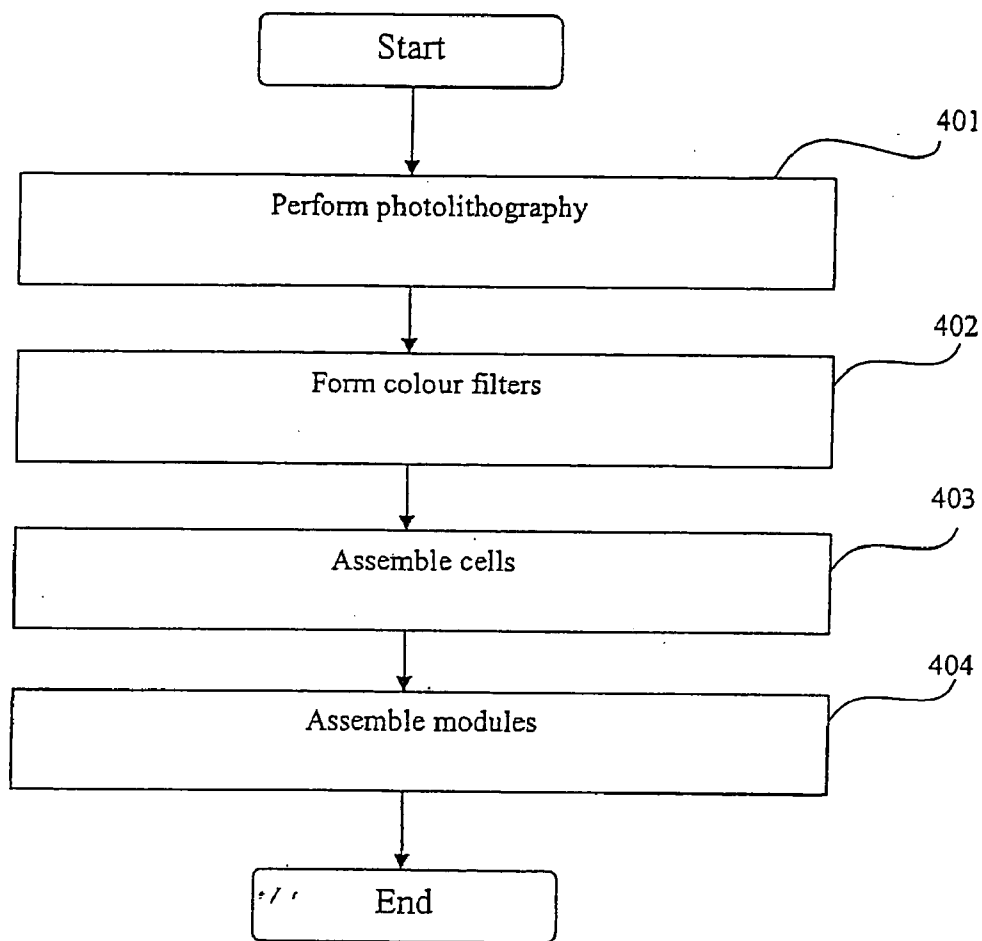 Start
401
Perform photolithography
402
Form colour filters
403
Assemble cells
404
Assemble modules
End